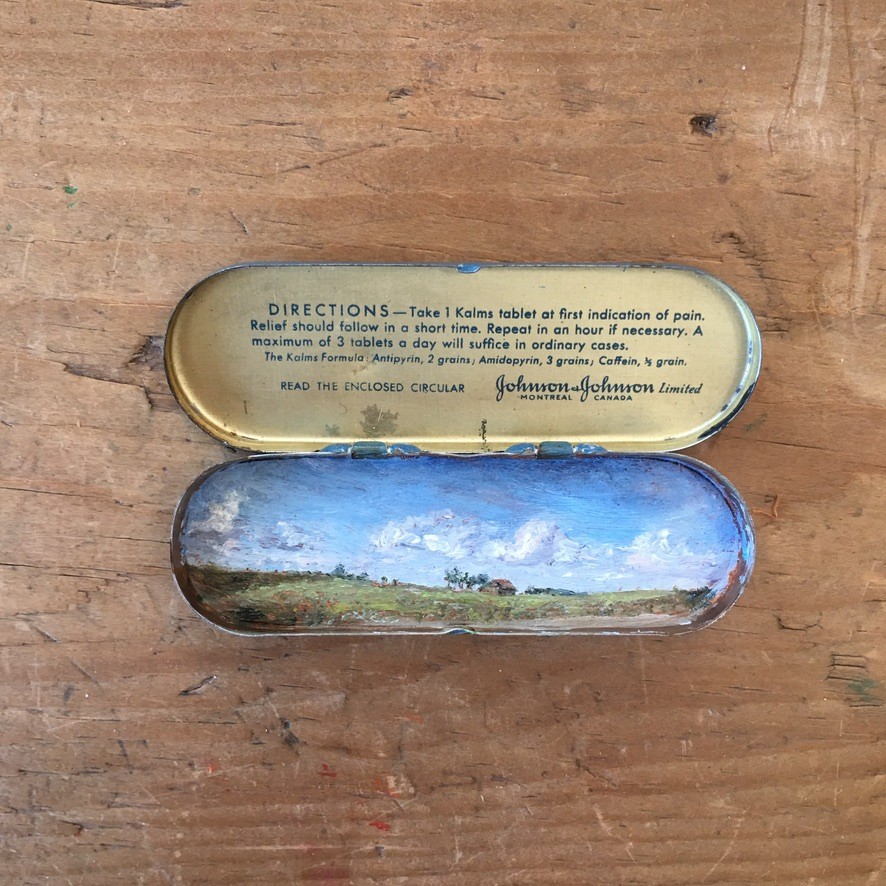 DIRECTIONS—Take 1 Kalms tablet at first indication of pain.
Relief should follow in a short time. Repeat in an hour if necessary. A
maximum of 3 tablets a day will suffice in ordinary cases.
The Kalms Formula: Antipyrin, 2 grains; Amidopyrin, 3 grains; Caffein, ½ grain.
READ THE ENCLOSED CIRCULAR Johnson & Johnson Limited
MONTREAL CANADA